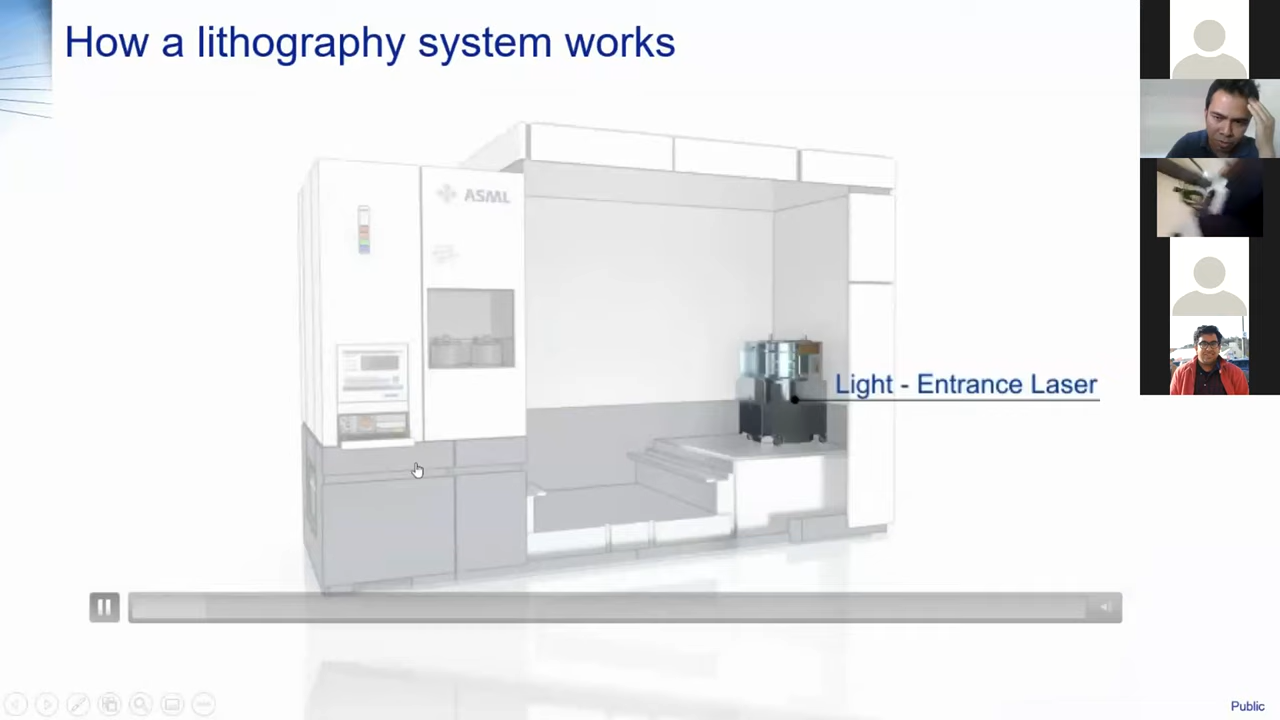 How a lithography system works
ASML
Light - Entrance Laser
Public